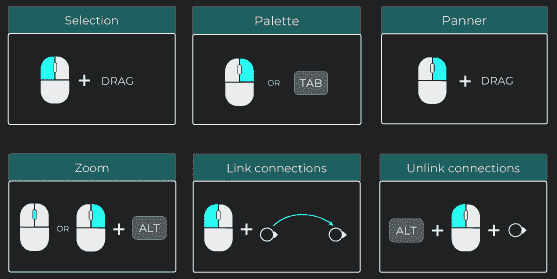 Selection
Palette
Panner
+ DRAG
OR TAB
+ DRAG
Zoom
Link connections
Unlink connections
OR + ALT
+
ALT + +